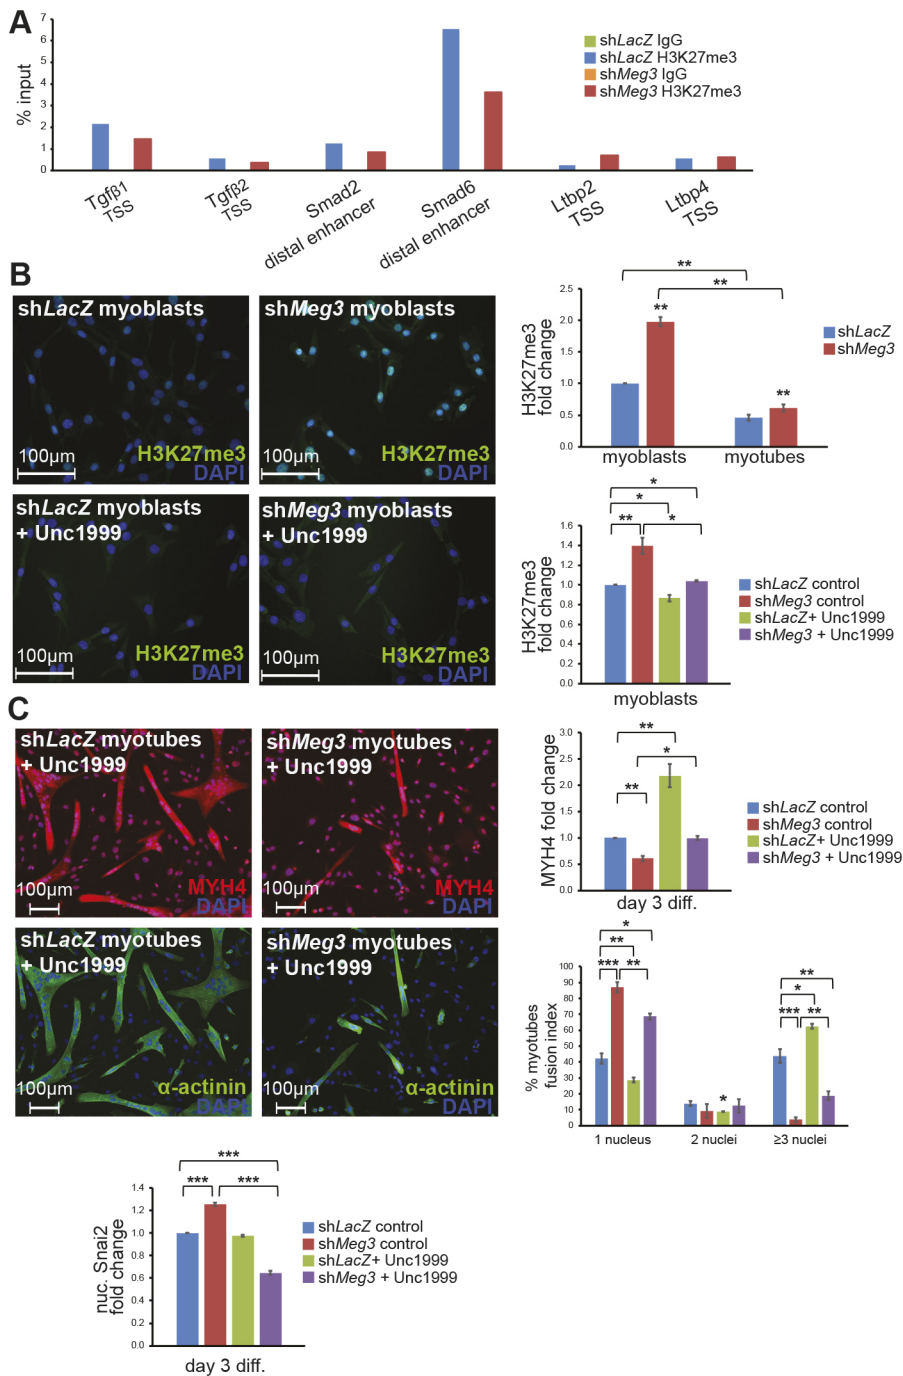 A
% input
7
6
5
4
3
2
1
0
shLacZ IgG
shLacZ H3K27me3
shMeg3 IgG
shMeg3 H3K27me3
Tgfβ1
TSS
Tgfβ2
TSS
Smad2
distal enhancer
Smad6
distal enhancer
Ltbp2
TSS
Ltbp4
TSS
B
shLacZ myoblasts
H3K27me3
DAPI
100μm
shMeg3 myoblasts
H3K27me3
DAPI
100μm
shLacZ myoblasts
+ Unc1999
H3K27me3
DAPI
100μm
shMeg3 myoblasts
+ Unc1999
H3K27me3
DAPI
100μm
H3K27me3
fold change
2.5
2.0
1.5
1.0
0.5
0.0
**
**
**
**
myoblasts
myotubes
shLacZ
shMeg3
H3K27me3
fold change
1.6
1.4
1.2
1.0
0.8
0.6
0.4
0.2
0.0
*
*
**
*
myoblasts
shLacZ control
shMeg3 control
shLacZ+ Unc1999
shMeg3 + Unc1999
C
shLacZ myotubes
+ Unc1999
MYH4
DAPI
100μm
shMeg3 myotubes
+ Unc1999
MYH4
DAPI
100μm
shLacZ myotubes
+ Unc1999
α-actinin
DAPI
100μm
shMeg3 myotubes
+ Unc1999
α-actinin
DAPI
100μm
MYH4 fold change
3.0
2.5
2.0
1.5
1.0
0.5
0.0
**
*
**
day 3 diff.
shLacZ control
shMeg3 control
shLacZ+ Unc1999
shMeg3 + Unc1999
% myotubes
fusion index
100
90
80
70
60
50
40
30
20
10
0
*
**
***
**
*
**
*
***
**
1 nucleus
2 nuclei
≥3 nuclei
nuc. Snai2
fold change
1.4
1.2
1.0
0.8
0.6
0.4
0.2
0.0
***
***
***
day 3 diff.
shLacZ control
shMeg3 control
shLacZ+ Unc1999
shMeg3 + Unc1999